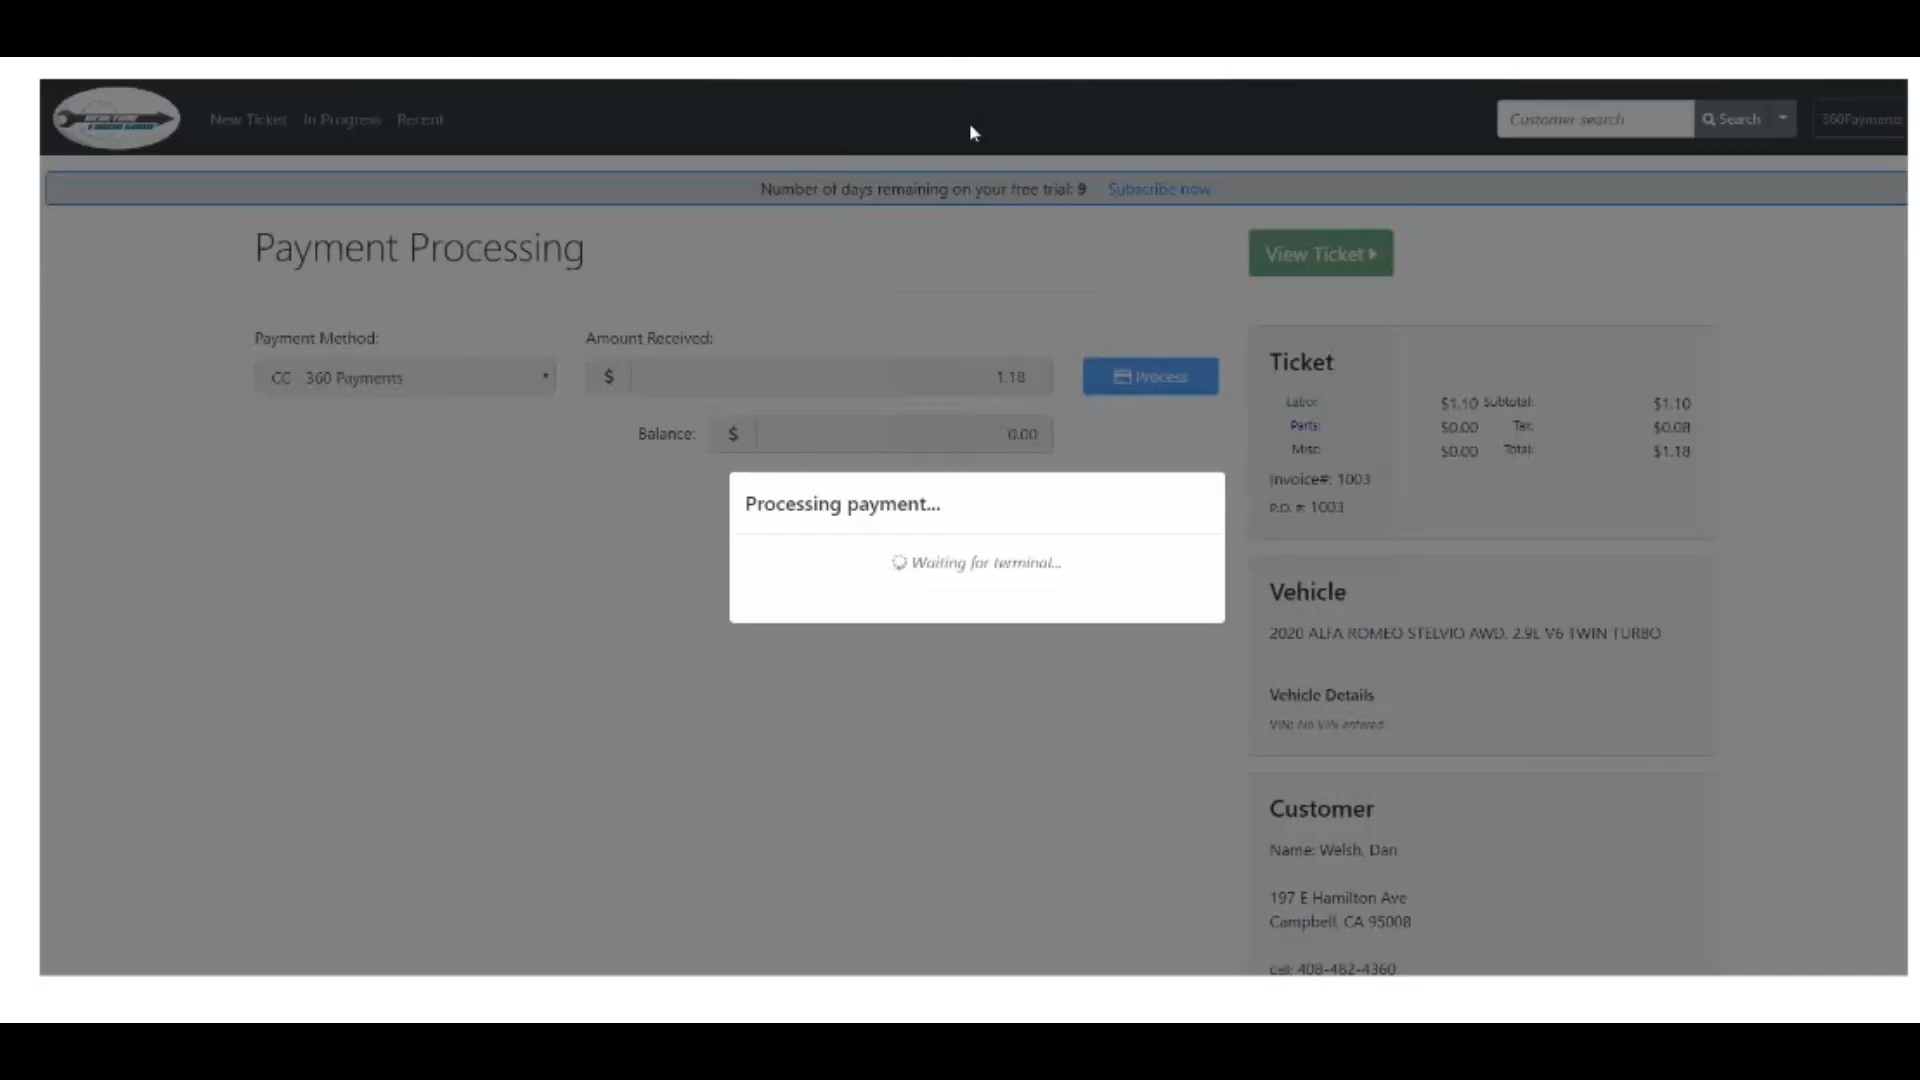 New Ticket In Progress Recent
Customer search
Search
360Payments
Number of days remaining on your free trial: 9 Subscribe now
Payment Processing
View Ticket
Payment Method:
Amount Received:
CC - 360 Payments
$ 1.18
Process
Balance: $ 0.00
Processing payment...
Waiting for terminal...
Ticket
Labor: $1.10 Subtotal: $1.10
Parts: $0.00 Tax: $0.08
Misc: $0.00 Total: $1.18
Invoice#: 1003
P.O. #: 1003
Vehicle
2020 ALFA ROMEO STELVIO AWD, 2.9L V6 TWIN TURBO
Vehicle Details
VIN: No VIN entered
Customer
Name: Welsh, Dan
197 E Hamilton Ave
Campbell, CA 95008
Cell: 408-482-4360